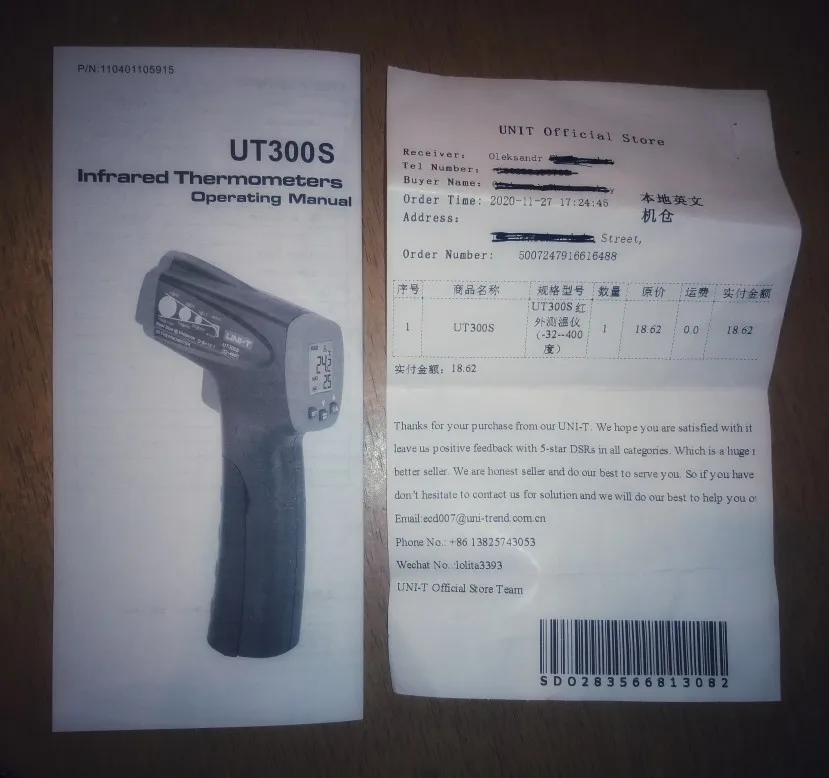 P/N:110401105915
UT300S
Infrared Thermometers
Operating Manual
UNI-T
UT300S
UNIT Official Store
Receiver: Oleksandr
Tel Number:
Buyer Name:
Order Time: 2020-11-27 17:24:45
本地英文
机仓
Address:
Street,
Order Number: 5007247916616488
序号 商品名称 规格型号 数量 原价 运费 实付金额
1 UT300S UT300S 红外测温仪(-32--400度) 1 18.62 0.0 18.62
实付金额: 18.62
Thanks for your purchase from our UNI-T. We hope you are satisfied with it
leave us positive feedback with 5-star DSRs in all categories. Which is a huge
better seller. We are honest seller and do our best to serve you. So if you have
don't hesitate to contact us for solution and we will do our best to help you
Email:ecd007@uni-trend.com.cn
Phone No.: +86 13825743053
Wechat No.:lolita3393
UNI-T Official Store Team
SD0283566813082